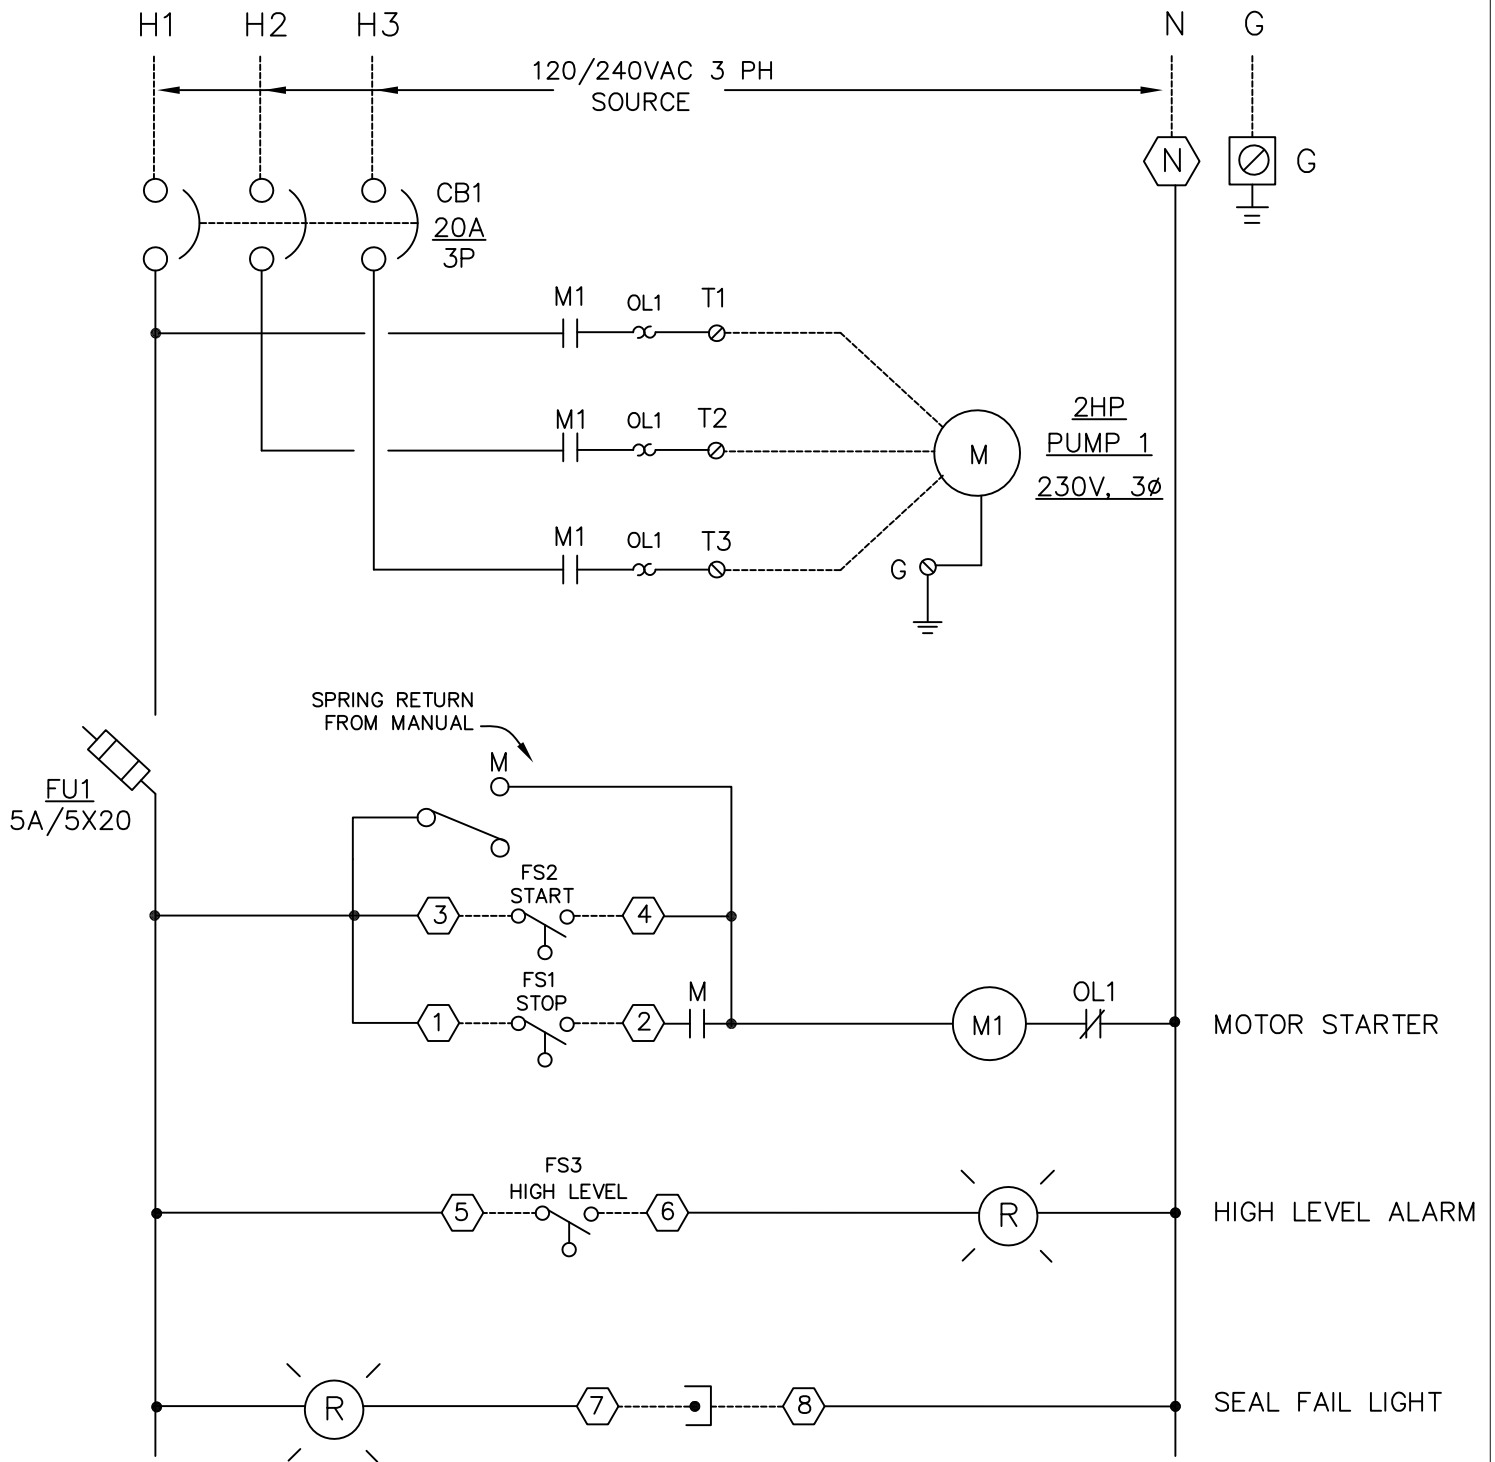 H1 H2 H3 N G
120/240VAC 3 PH
SOURCE
N G
CB1
20A
3P
M1 OL1 T1
M1 OL1 T2
M1 OL1 T3
M
2HP
PUMP 1
230V, 3ø
G
SPRING RETURN
FROM MANUAL
M
FU1
5A/5X20
FS2
START
3 4
FS1
STOP
1 2 M M1 OL1 MOTOR STARTER
FS3
HIGH LEVEL
5 6 R HIGH LEVEL ALARM
R 7 8 SEAL FAIL LIGHT